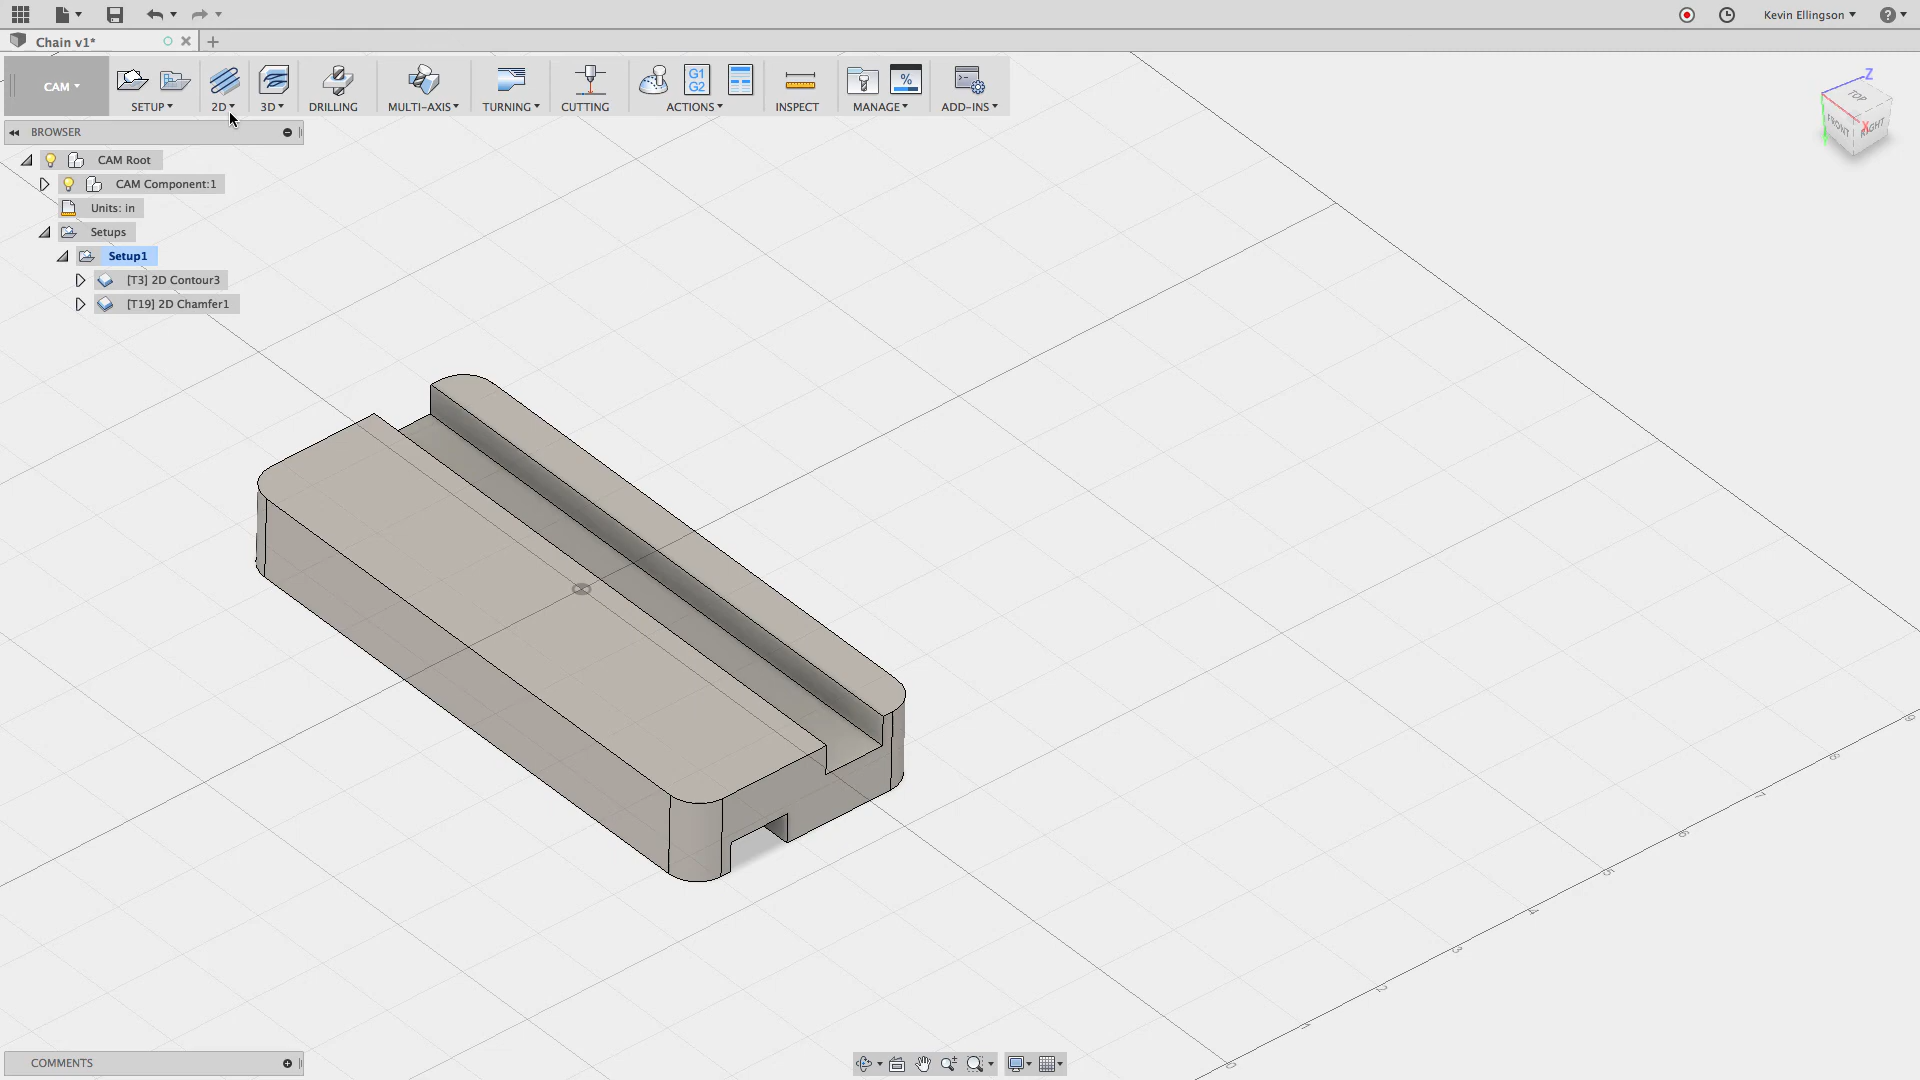 Kevin Ellingson
Chain v1*
CAM
SETUP
2D
3D
DRILLING
MULTI-AXIS
TURNING
CUTTING
G1
G2
ACTIONS
INSPECT
%
MANAGE
ADD-INS
BROWSER
CAM Root
CAM Component:1
Units: in
Setups
Setup1
[T3] 2D Contour3
[T19] 2D Chamfer1
Z
TOP
FRONT
X
RIGHT
COMMENTS